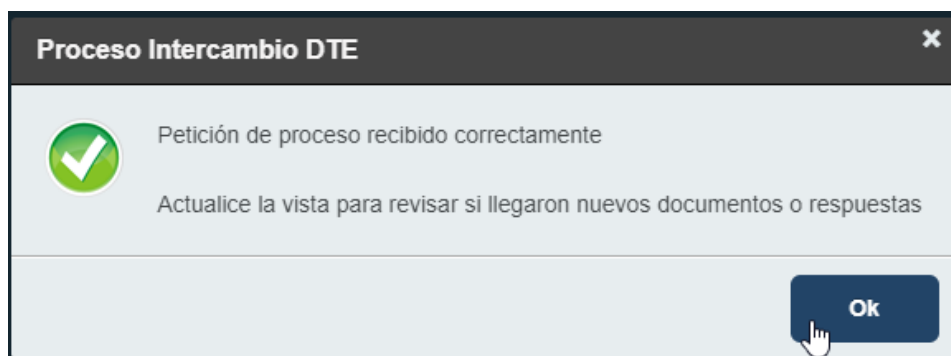 Proceso Intercambio DTE
Petición de proceso recibido correctamente
Actualice la vista para revisar si llegaron nuevos documentos o respuestas
Ok